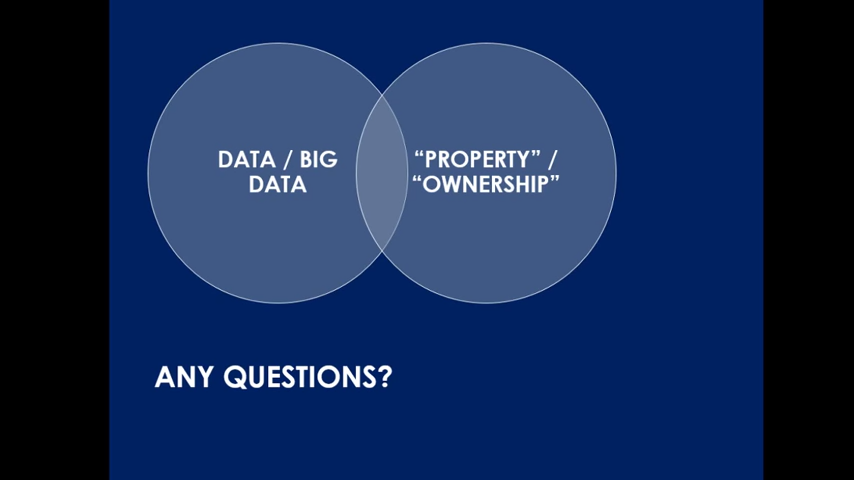 DATA / BIG
DATA
“PROPERTY” /
“OWNERSHIP”
ANY QUESTIONS?